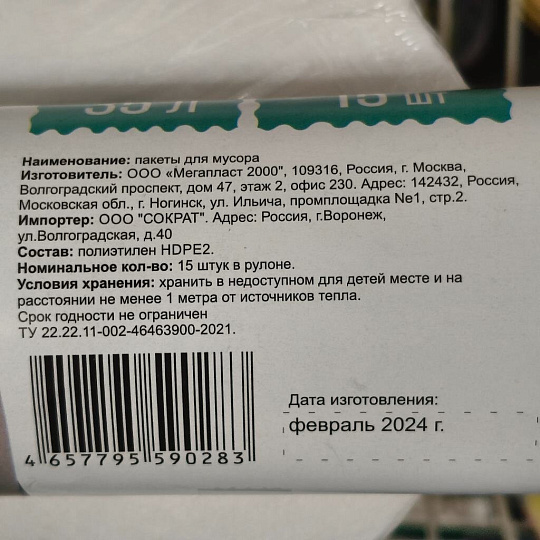 35 Л
15 ШТ
Наименование: пакеты для мусора
Изготовитель: ООО «Мегапласт 2000", 109316, Россия, г. Москва,
Волгоградский проспект, дом 47, этаж 2, офис 230. Адрес: 142432, Россия,
Московская обл., г. Ногинск, ул. Ильича, промплощадка №1, стр.2.
Импортер: ООО "СОКРАТ". Адрес: Россия, г.Воронеж,
ул.Волгоградская, д.40
Состав: полиэтилен HDPE2.
Номинальное кол-во: 15 штук в рулоне.
Условия хранения: хранить в недоступном для детей месте и на
расстоянии не менее 1 метра от источников тепла.
Срок годности не ограничен
ТУ 22.22.11-002-46463900-2021.
Дата изготовления:
февраль 2024 г.
4 657795 590283